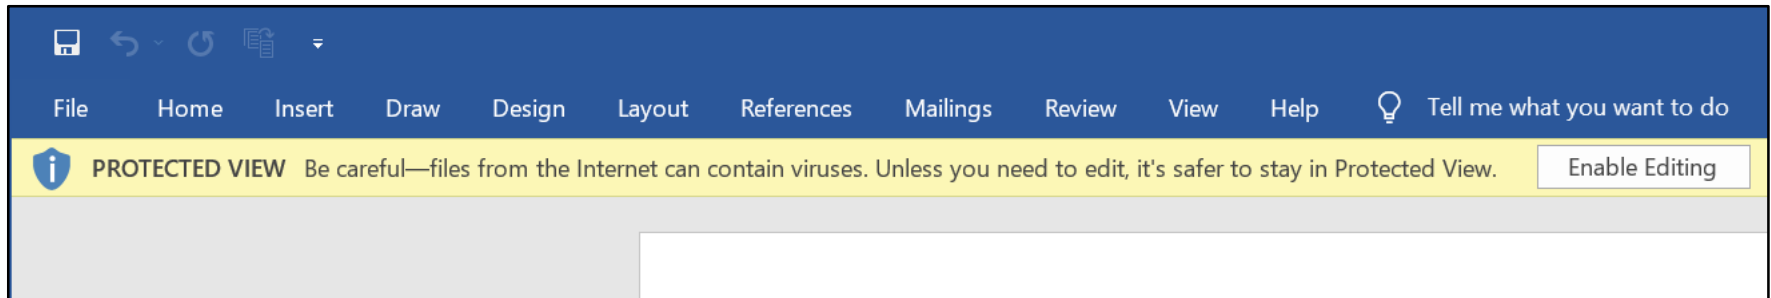 File Home Insert Draw Design Layout References Mailings Review View Help Tell me what you want to do
PROTECTED VIEW Be careful—files from the Internet can contain viruses. Unless you need to edit, it's safer to stay in Protected View. Enable Editing